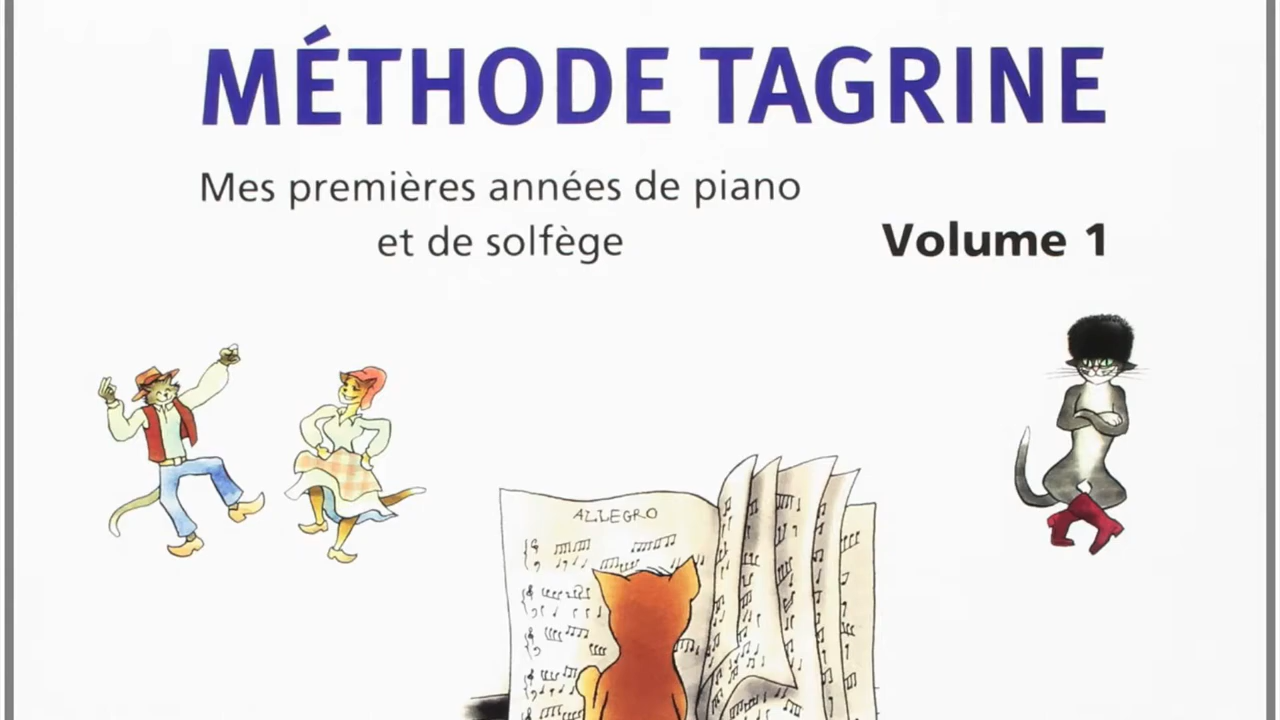 MÉTHODE TAGRINE
Mes premières années de piano
et de solfège
Volume 1
ALLEGRO